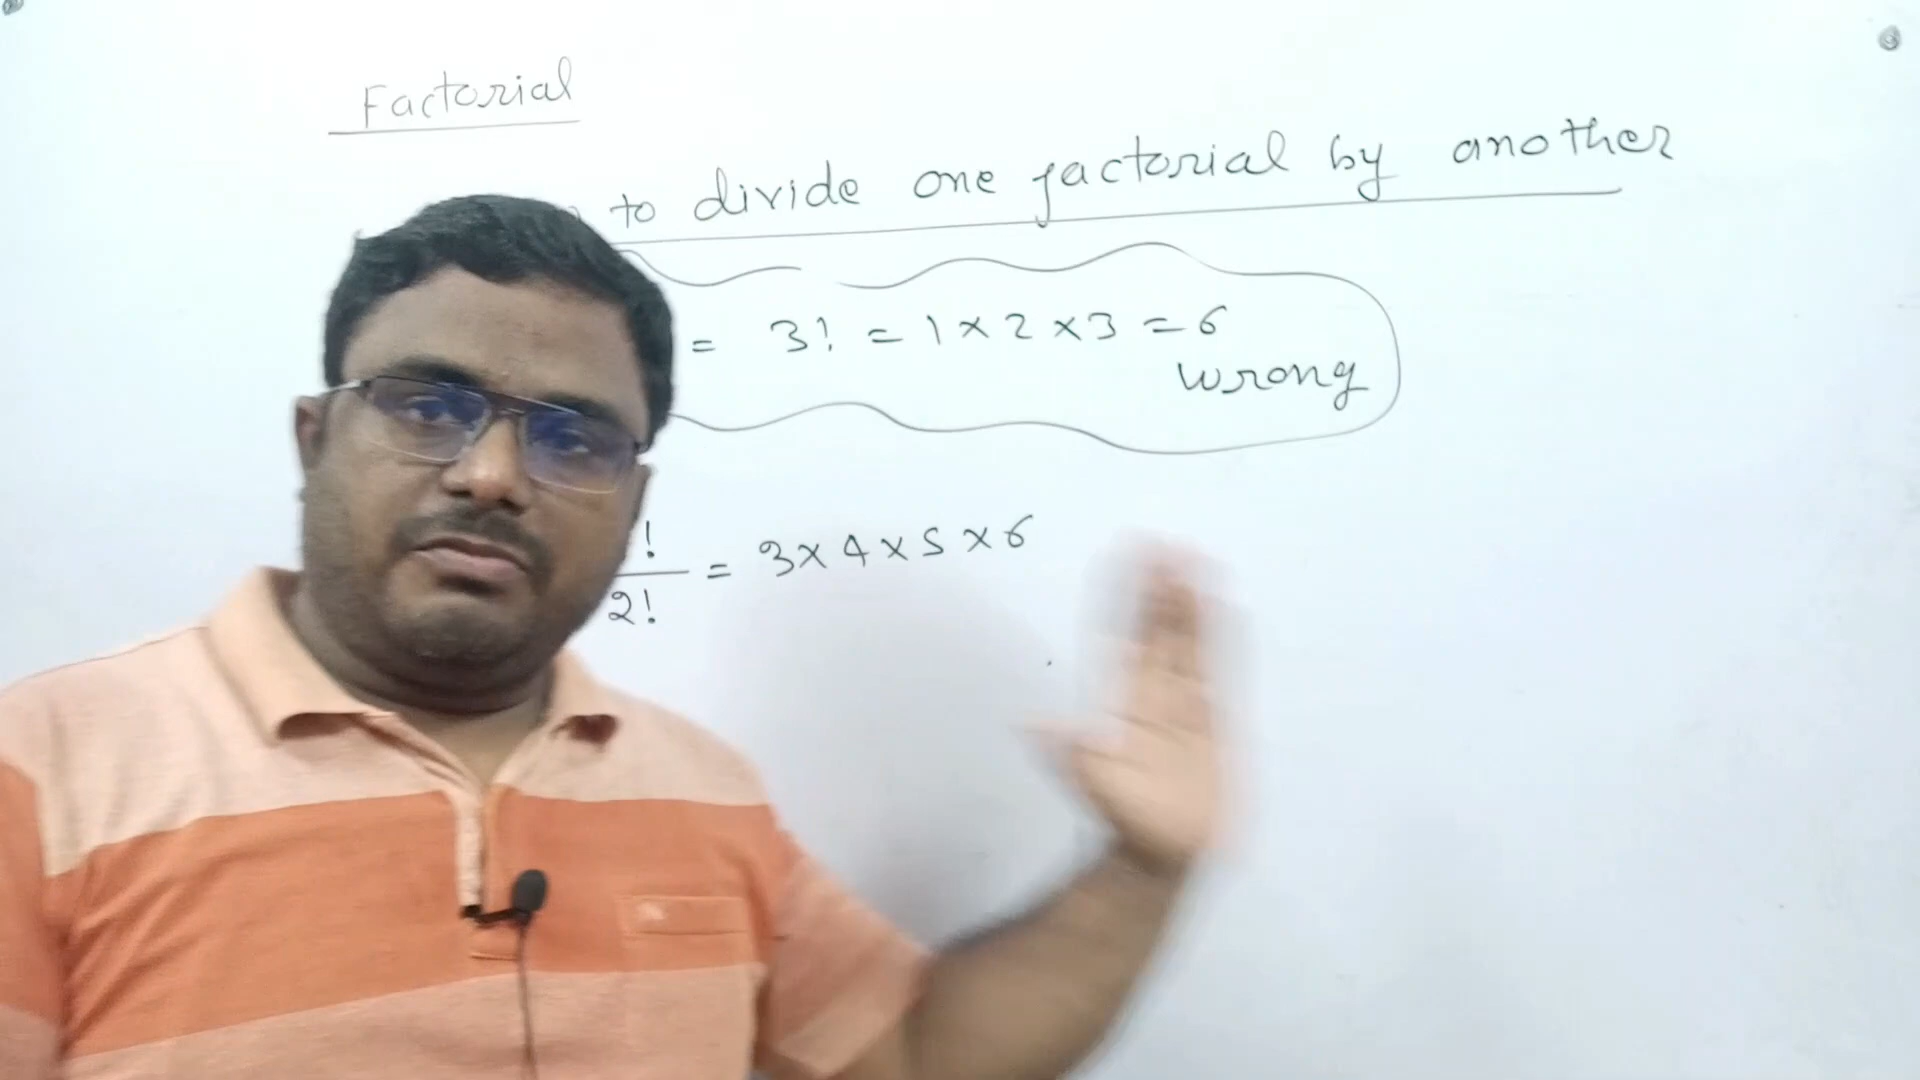 Factorial
to divide one factorial by another
= 3! = 1 × 2 × 3 = 6
wrong
! = 3 × 4 × 5 × 6
2!